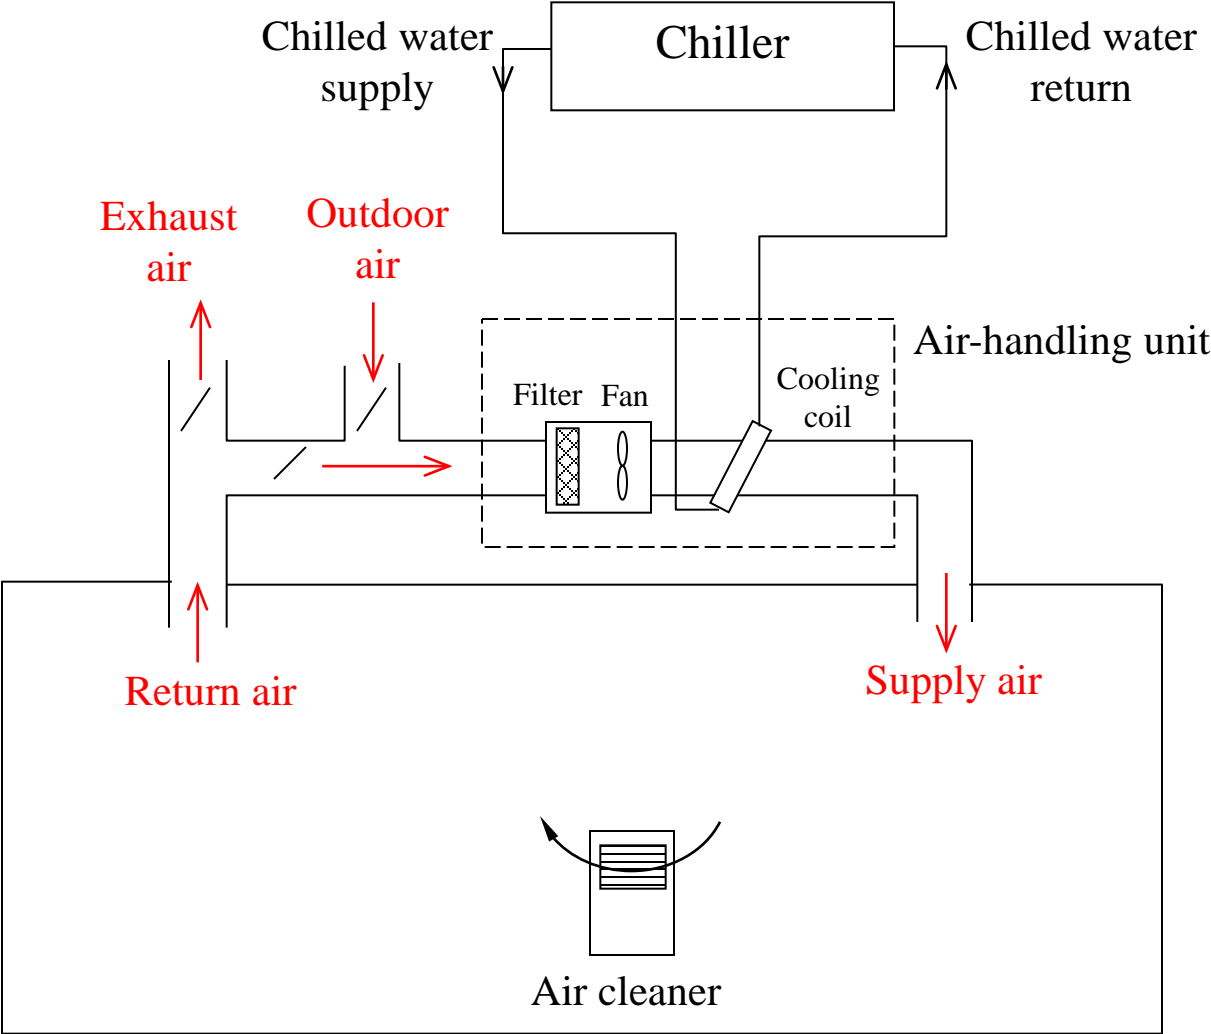 Chilled water
supply
Chiller
Chilled water
return
Exhaust
air
Outdoor
air
Air-handling unit
Filter
Fan
Cooling
coil
Return air
Supply air
Air cleaner